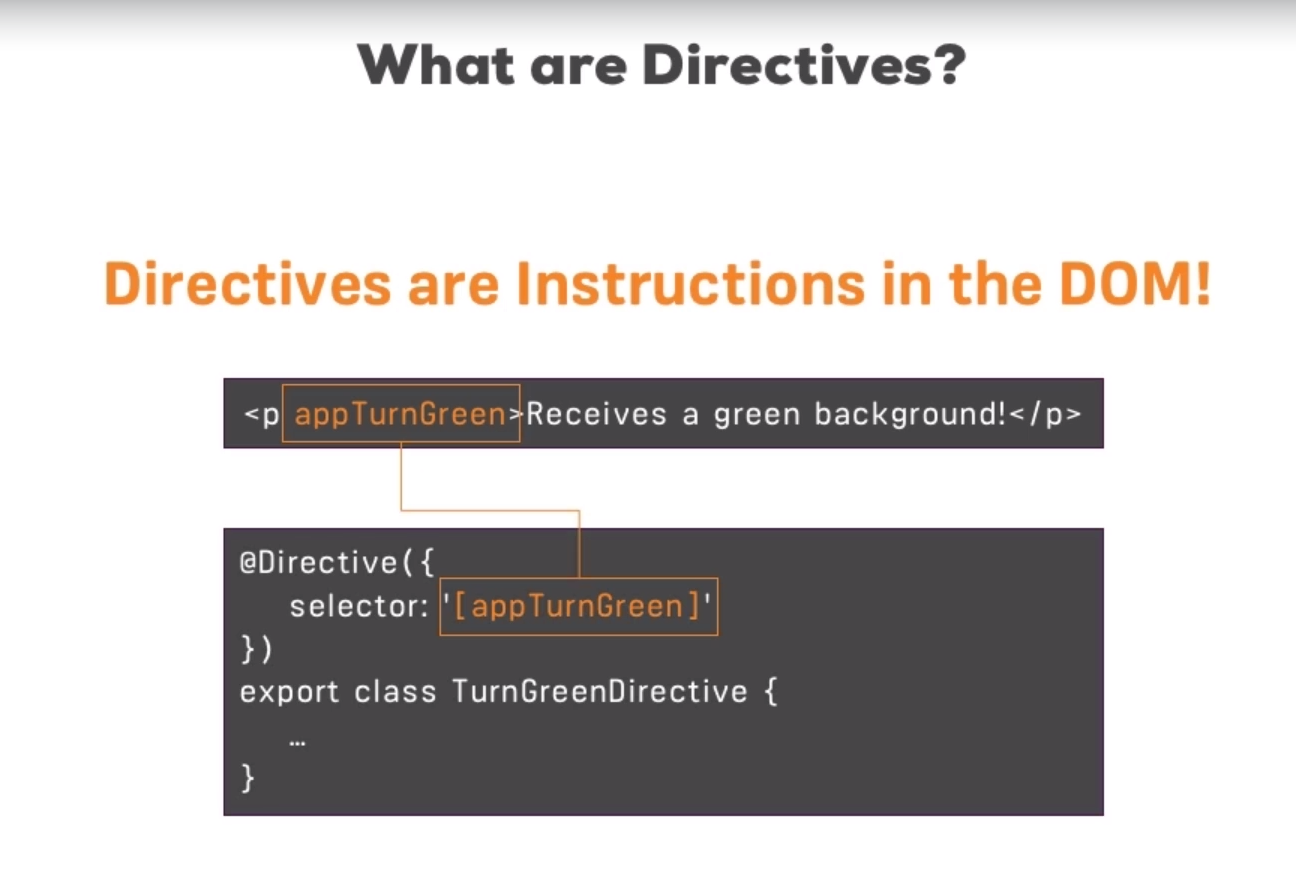 What are Directives?
Directives are Instructions in the DOM!
<p appTurnGreen>Receives a green background!</p>
@Directive({
selector: '[appTurnGreen]'
})
export class TurnGreenDirective {
…
}